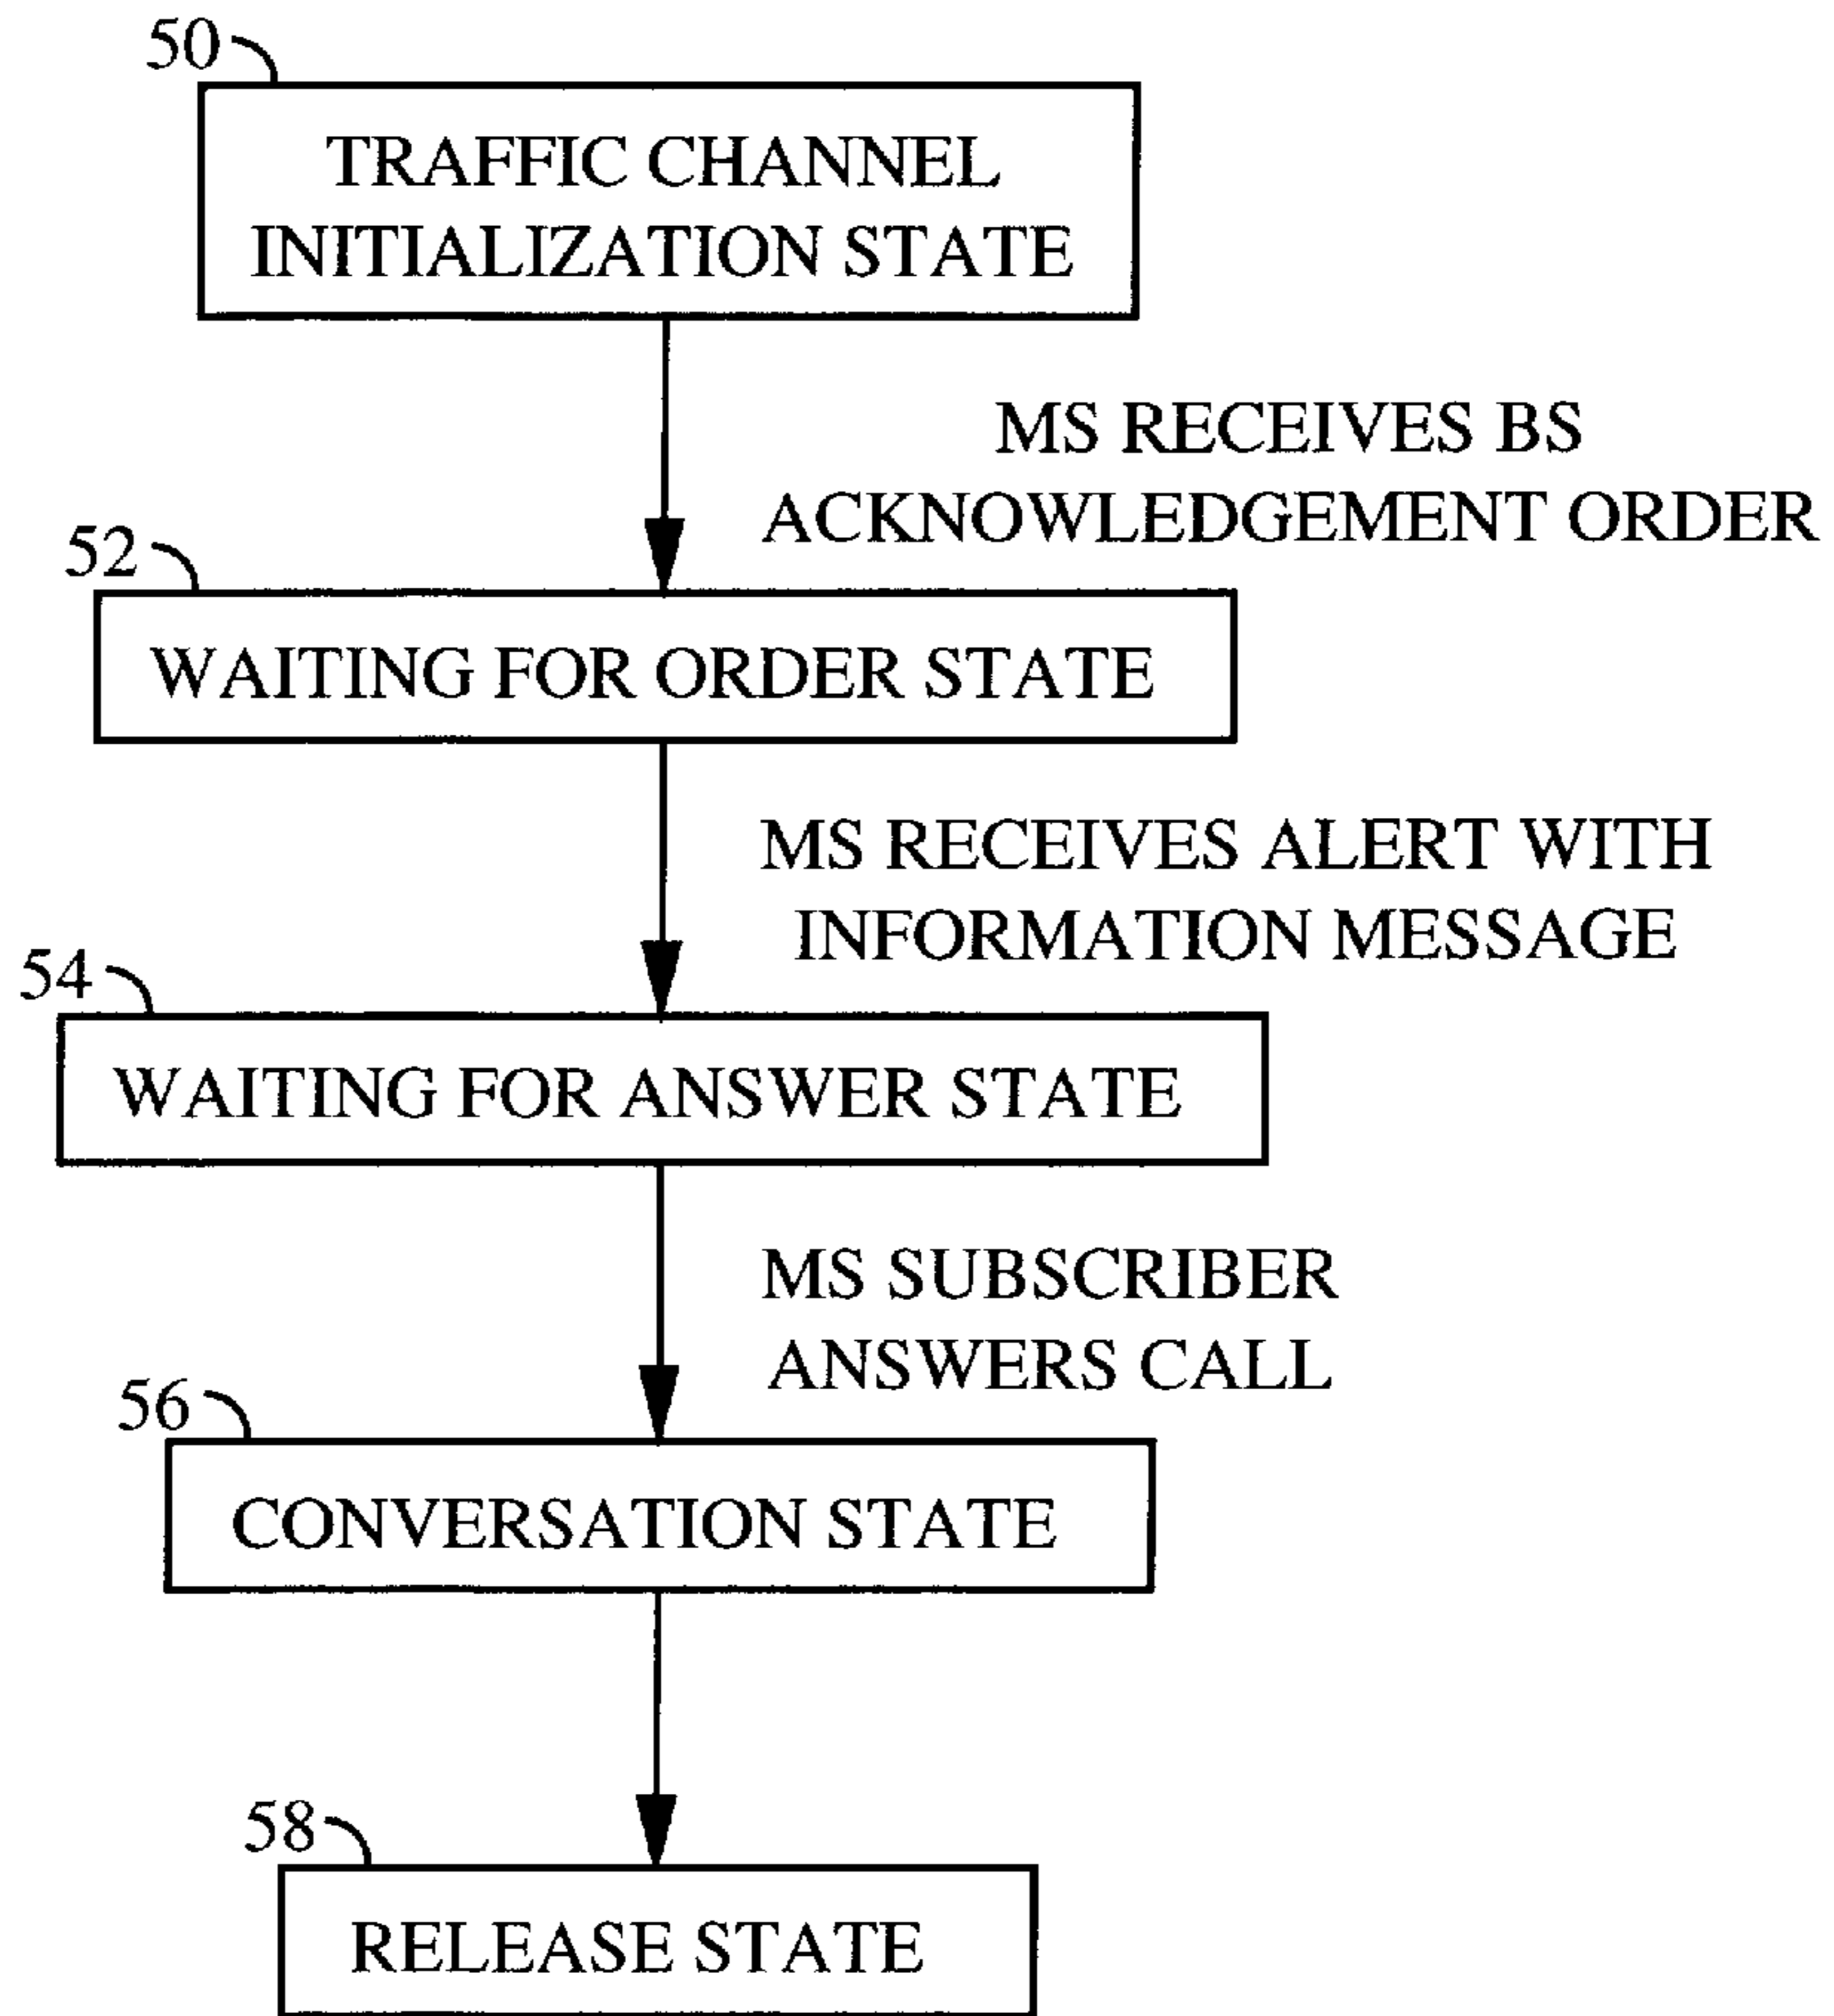 50
TRAFFIC CHANNEL
INITIALIZATION STATE
MS RECEIVES BS
ACKNOWLEDGEMENT ORDER
52
WAITING FOR ORDER STATE
MS RECEIVES ALERT WITH
INFORMATION MESSAGE
54
WAITING FOR ANSWER STATE
MS SUBSCRIBER
ANSWERS CALL
56
CONVERSATION STATE
58
RELEASE STATE